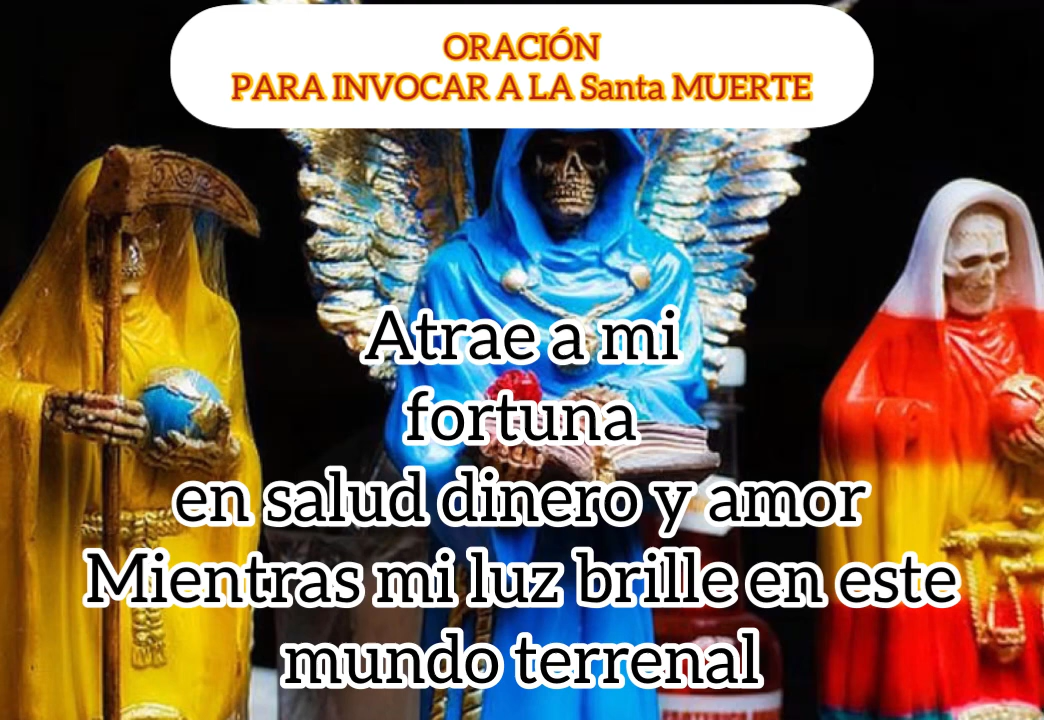 ORACIÓN
PARA INVOCAR A LA Santa MUERTE
Atrae a mi
fortuna
en salud dinero y amor
Mientras mi luz brille en este
mundo terrenal